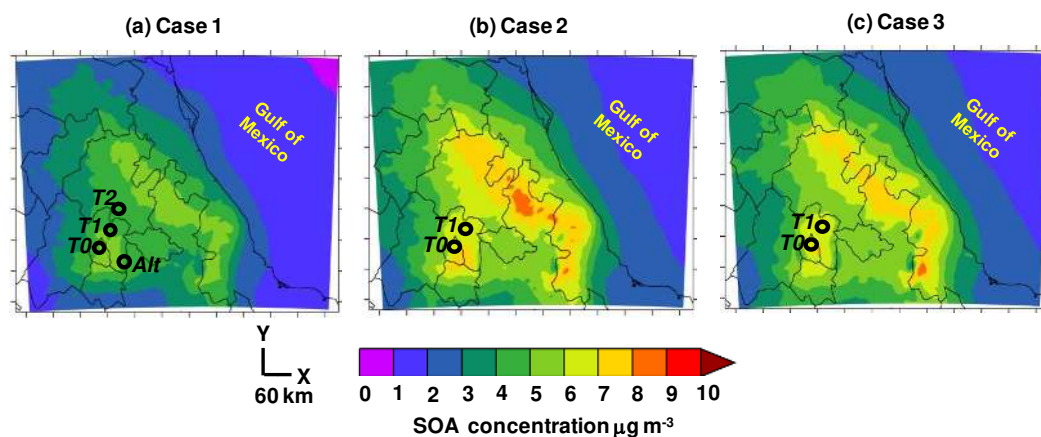 (a) Case 1
(b) Case 2
(c) Case 3
Gulf of
Mexico
Gulf of
Mexico
Gulf of
Mexico
T2
T1
T0
Alt
T1
T0
T1
T0
Y
X
60 km
0 1 2 3 4 5 6 7 8 9 10
SOA concentration μg m-3